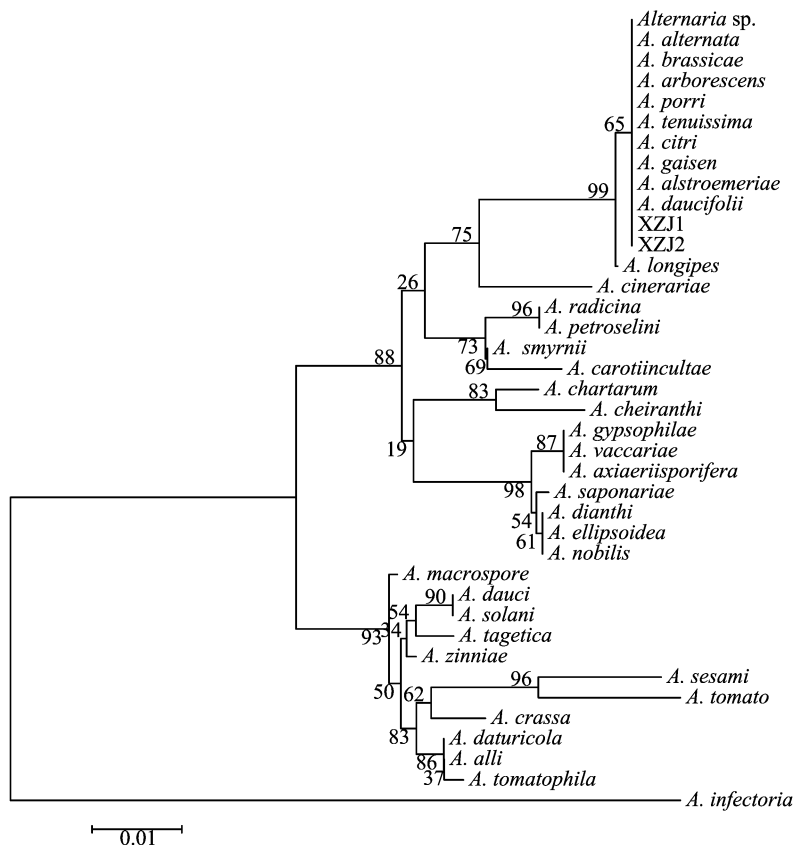 Alternaria sp.
A. alternata
A. brassicae
A. arborescens
A. porri
65
A. tenuissima
A. citri
A. gaisen
A. alstroemeriae
99
A. daucifolii
XZJ1
75
XZJ2
A. longipes
26
A. cinerariae
96
A. radicina
A. petroselini
73
A. smyrnii
88
69
A. carotiincultae
83
A. chartarum
A. cheiranthi
A. gypsophilae
87
19
A. vaccariae
A. axiaeriisporifera
98
A. saponariae
A. dianthi
54
A. ellipsoidea
61
A. nobilis
A. macrospore
90
A. dauci
54
A. solani
93
34
A. tagetica
A. zinniae
96
A. sesami
50
62
A. tomato
A. crassa
83
A. daturicola
86
A. alli
37
A. tomatophila
A. infectoria
0.01